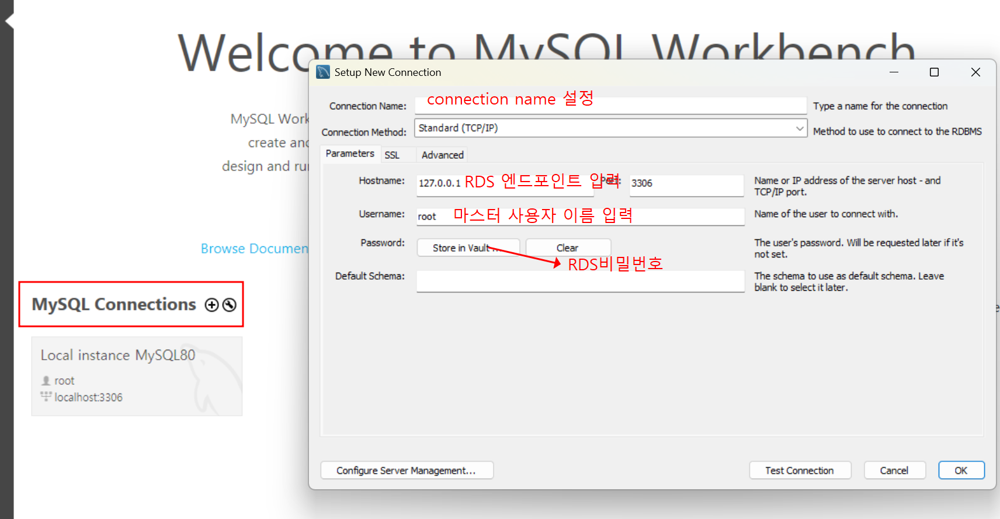 Welcome to MySQL Workbench
Setup New Connection
Connection Name: connection name 설정 Type a name for the connection
Connection Method: Standard (TCP/IP) Method to use to connect to the RDBMS
Parameters SSL Advanced
Hostname: 127.0.0.1 RDS 엔드포인트 입력 Port: 3306 Name or IP address of the server host - and
TCP/IP port.
Username: root 마스터 사용자 이름 입력 Name of the user to connect with.
Password: Store in Vault ... Clear The user's password. Will be requested later if it's
not set.
RDS비밀번호
Default Schema: The schema to use as default schema. Leave
blank to select it later.
Configure Server Management... Test Connection Cancel OK
MySQL Work
create and
design and ru
Browse Documen
MySQL Connections
Local instance MySQL80
root
localhost:3306